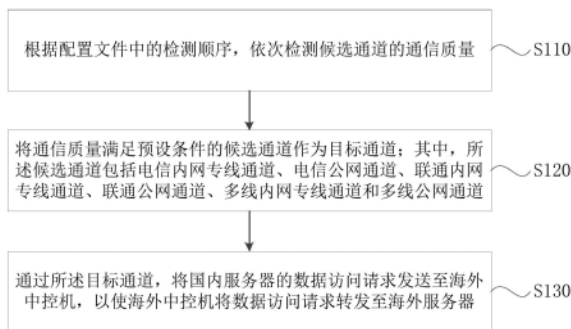 根据配置文件中的检测顺序，依次检测候选通道的通信质量
S110
将通信质量满足预设条件的候选通道作为目标通道；其中，所
述候选通道包括电信内网专线通道、电信公网通道、联通内网
专线通道、联通公网通道、多线内网专线通道和多线公网通道
S120
通过所述目标通道，将国内服务器的数据访问请求发送至海外
中控机，以使海外中控机将数据访问请求转发至海外服务器
S130